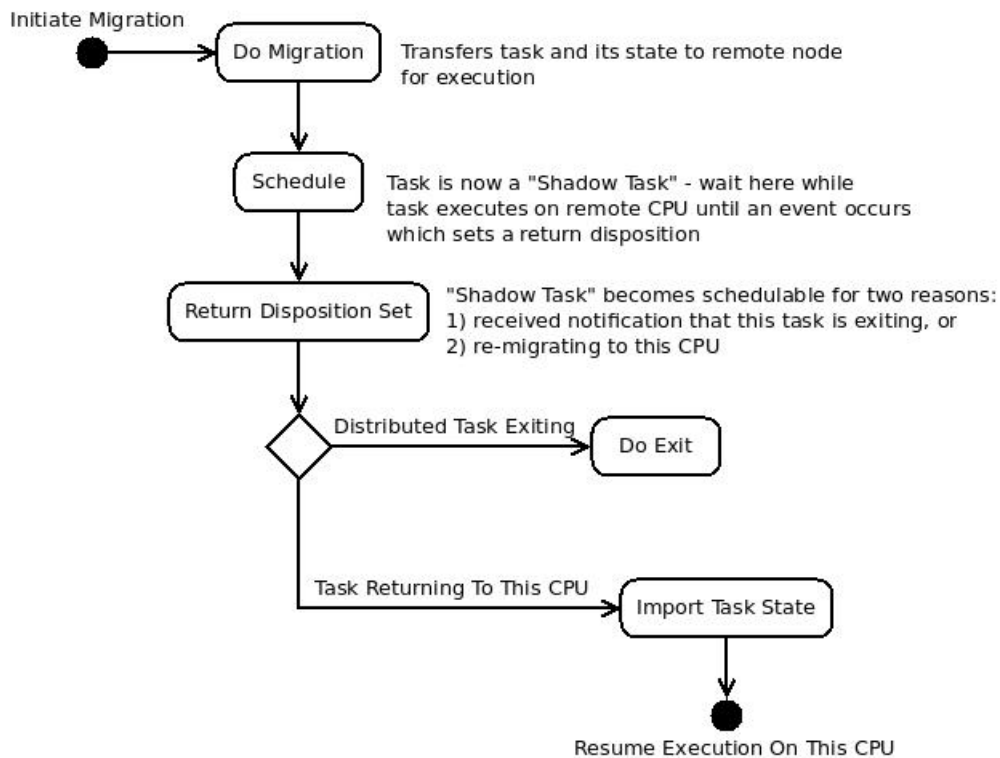 Initiate Migration
Do Migration
Transfers task and its state to remote node
for execution
Schedule
Task is now a "Shadow Task" - wait here while
task executes on remote CPU until an event occurs
which sets a return disposition
Return Disposition Set
"Shadow Task" becomes schedulable for two reasons:
1) received notification that this task is exiting, or
2) re-migrating to this CPU
Distributed Task Exiting
Do Exit
Task Returning To This CPU
Import Task State
Resume Execution On This CPU